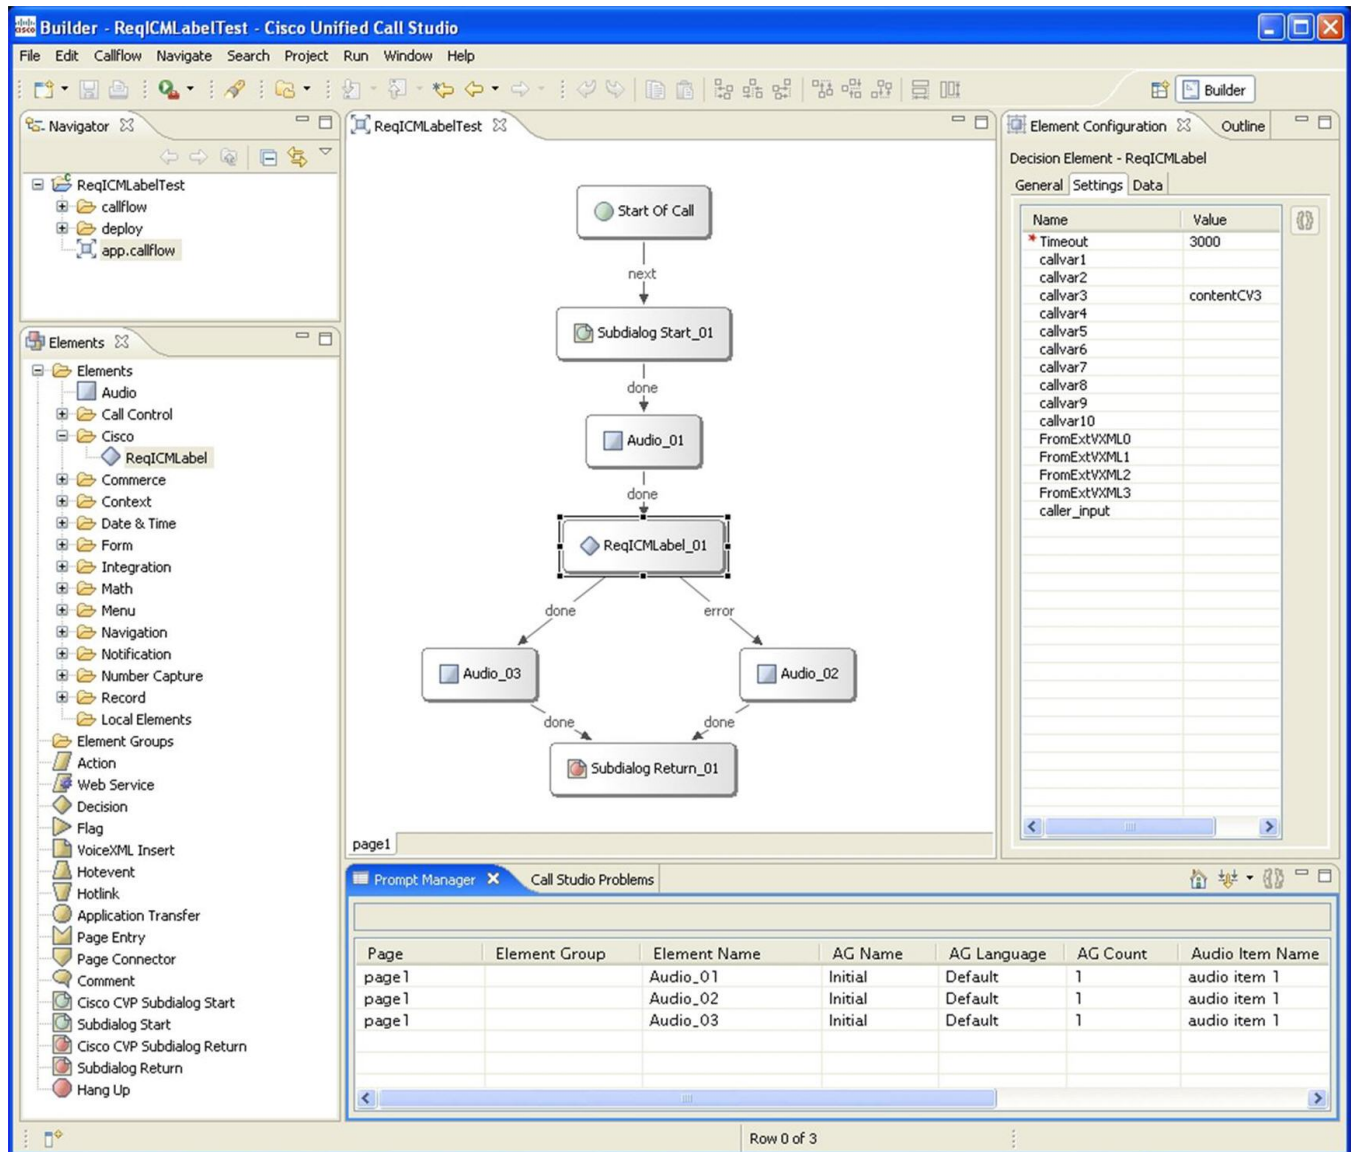 Builder - ReqICMLabelTest - Cisco Unified Call Studio
File Edit Callflow Navigate Search Project Run Window Help
Builder
Navigator
ReqICMLabelTest
callflow
deploy
app.callflow
Elements
Elements
Audio
Call Control
Cisco
ReqICMLabel
Commerce
Context
Date & Time
Form
Integration
Math
Menu
Navigation
Notification
Number Capture
Record
Local Elements
Element Groups
Action
Web Service
Decision
Flag
VoiceXML Insert
Hotevent
Hotlink
Application Transfer
Page Entry
Page Connector
Comment
Cisco CVP Subdialog Start
Subdialog Start
Cisco CVP Subdialog Return
Subdialog Return
Hang Up
ReqICMLabelTest
Start Of Call
next
Subdialog Start_01
done
Audio_01
done
ReqICMLabel_01
done error
Audio_03 Audio_02
done done
Subdialog Return_01
page1
Element Configuration Outline
Decision Element - ReqICMLabel
General Settings Data
Name Value
* Timeout 3000
callvar1
callvar2
callvar3 contentCV3
callvar4
callvar5
callvar6
callvar7
callvar8
callvar9
callvar10
FromExtVXML0
FromExtVXML1
FromExtVXML2
FromExtVXML3
caller_input
Prompt Manager Call Studio Problems
Page Element Group Element Name AG Name AG Language AG Count Audio Item Name
page1 Audio_01 Initial Default 1 audio item 1
page1 Audio_02 Initial Default 1 audio item 1
page1 Audio_03 Initial Default 1 audio item 1
Row 0 of 3